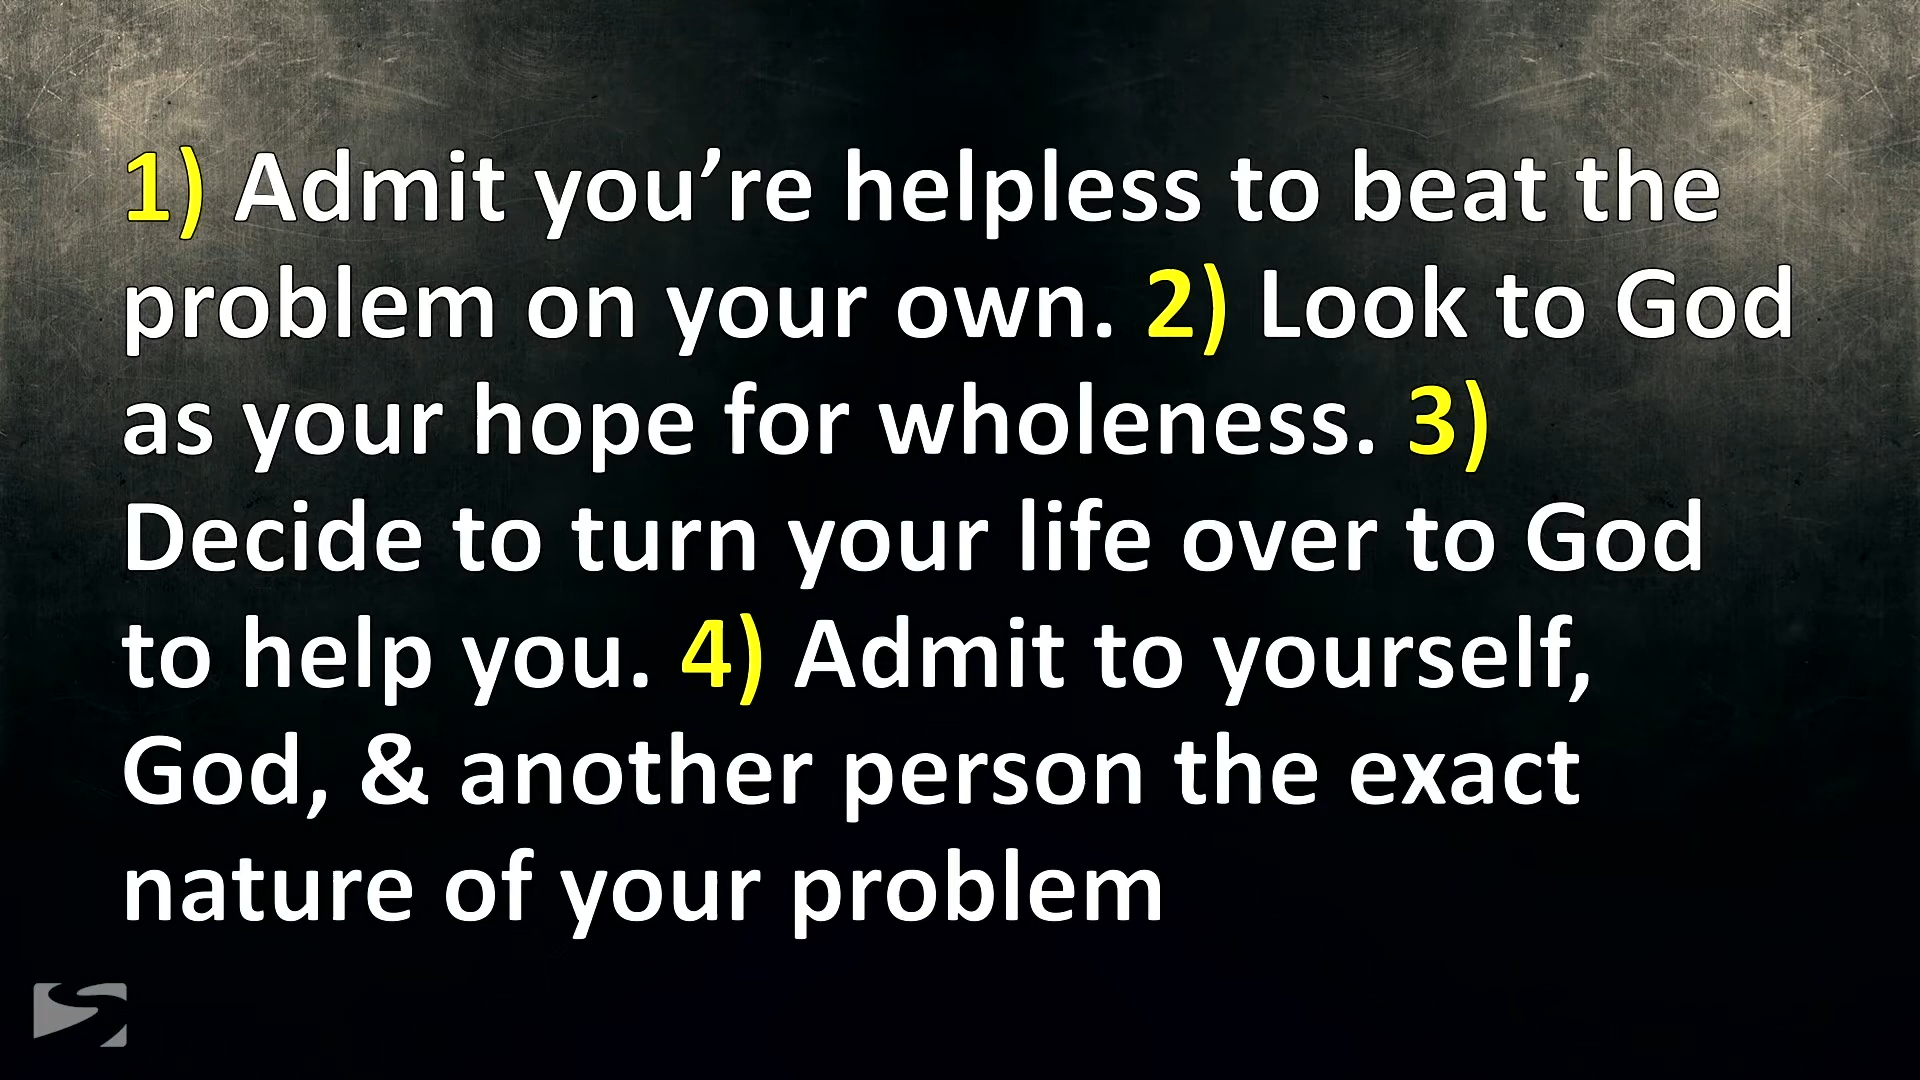 1) Admit you’re helpless to beat the
problem on your own. 2) Look to God
as your hope for wholeness. 3)
Decide to turn your life over to God
to help you. 4) Admit to yourself,
God, & another person the exact
nature of your problem